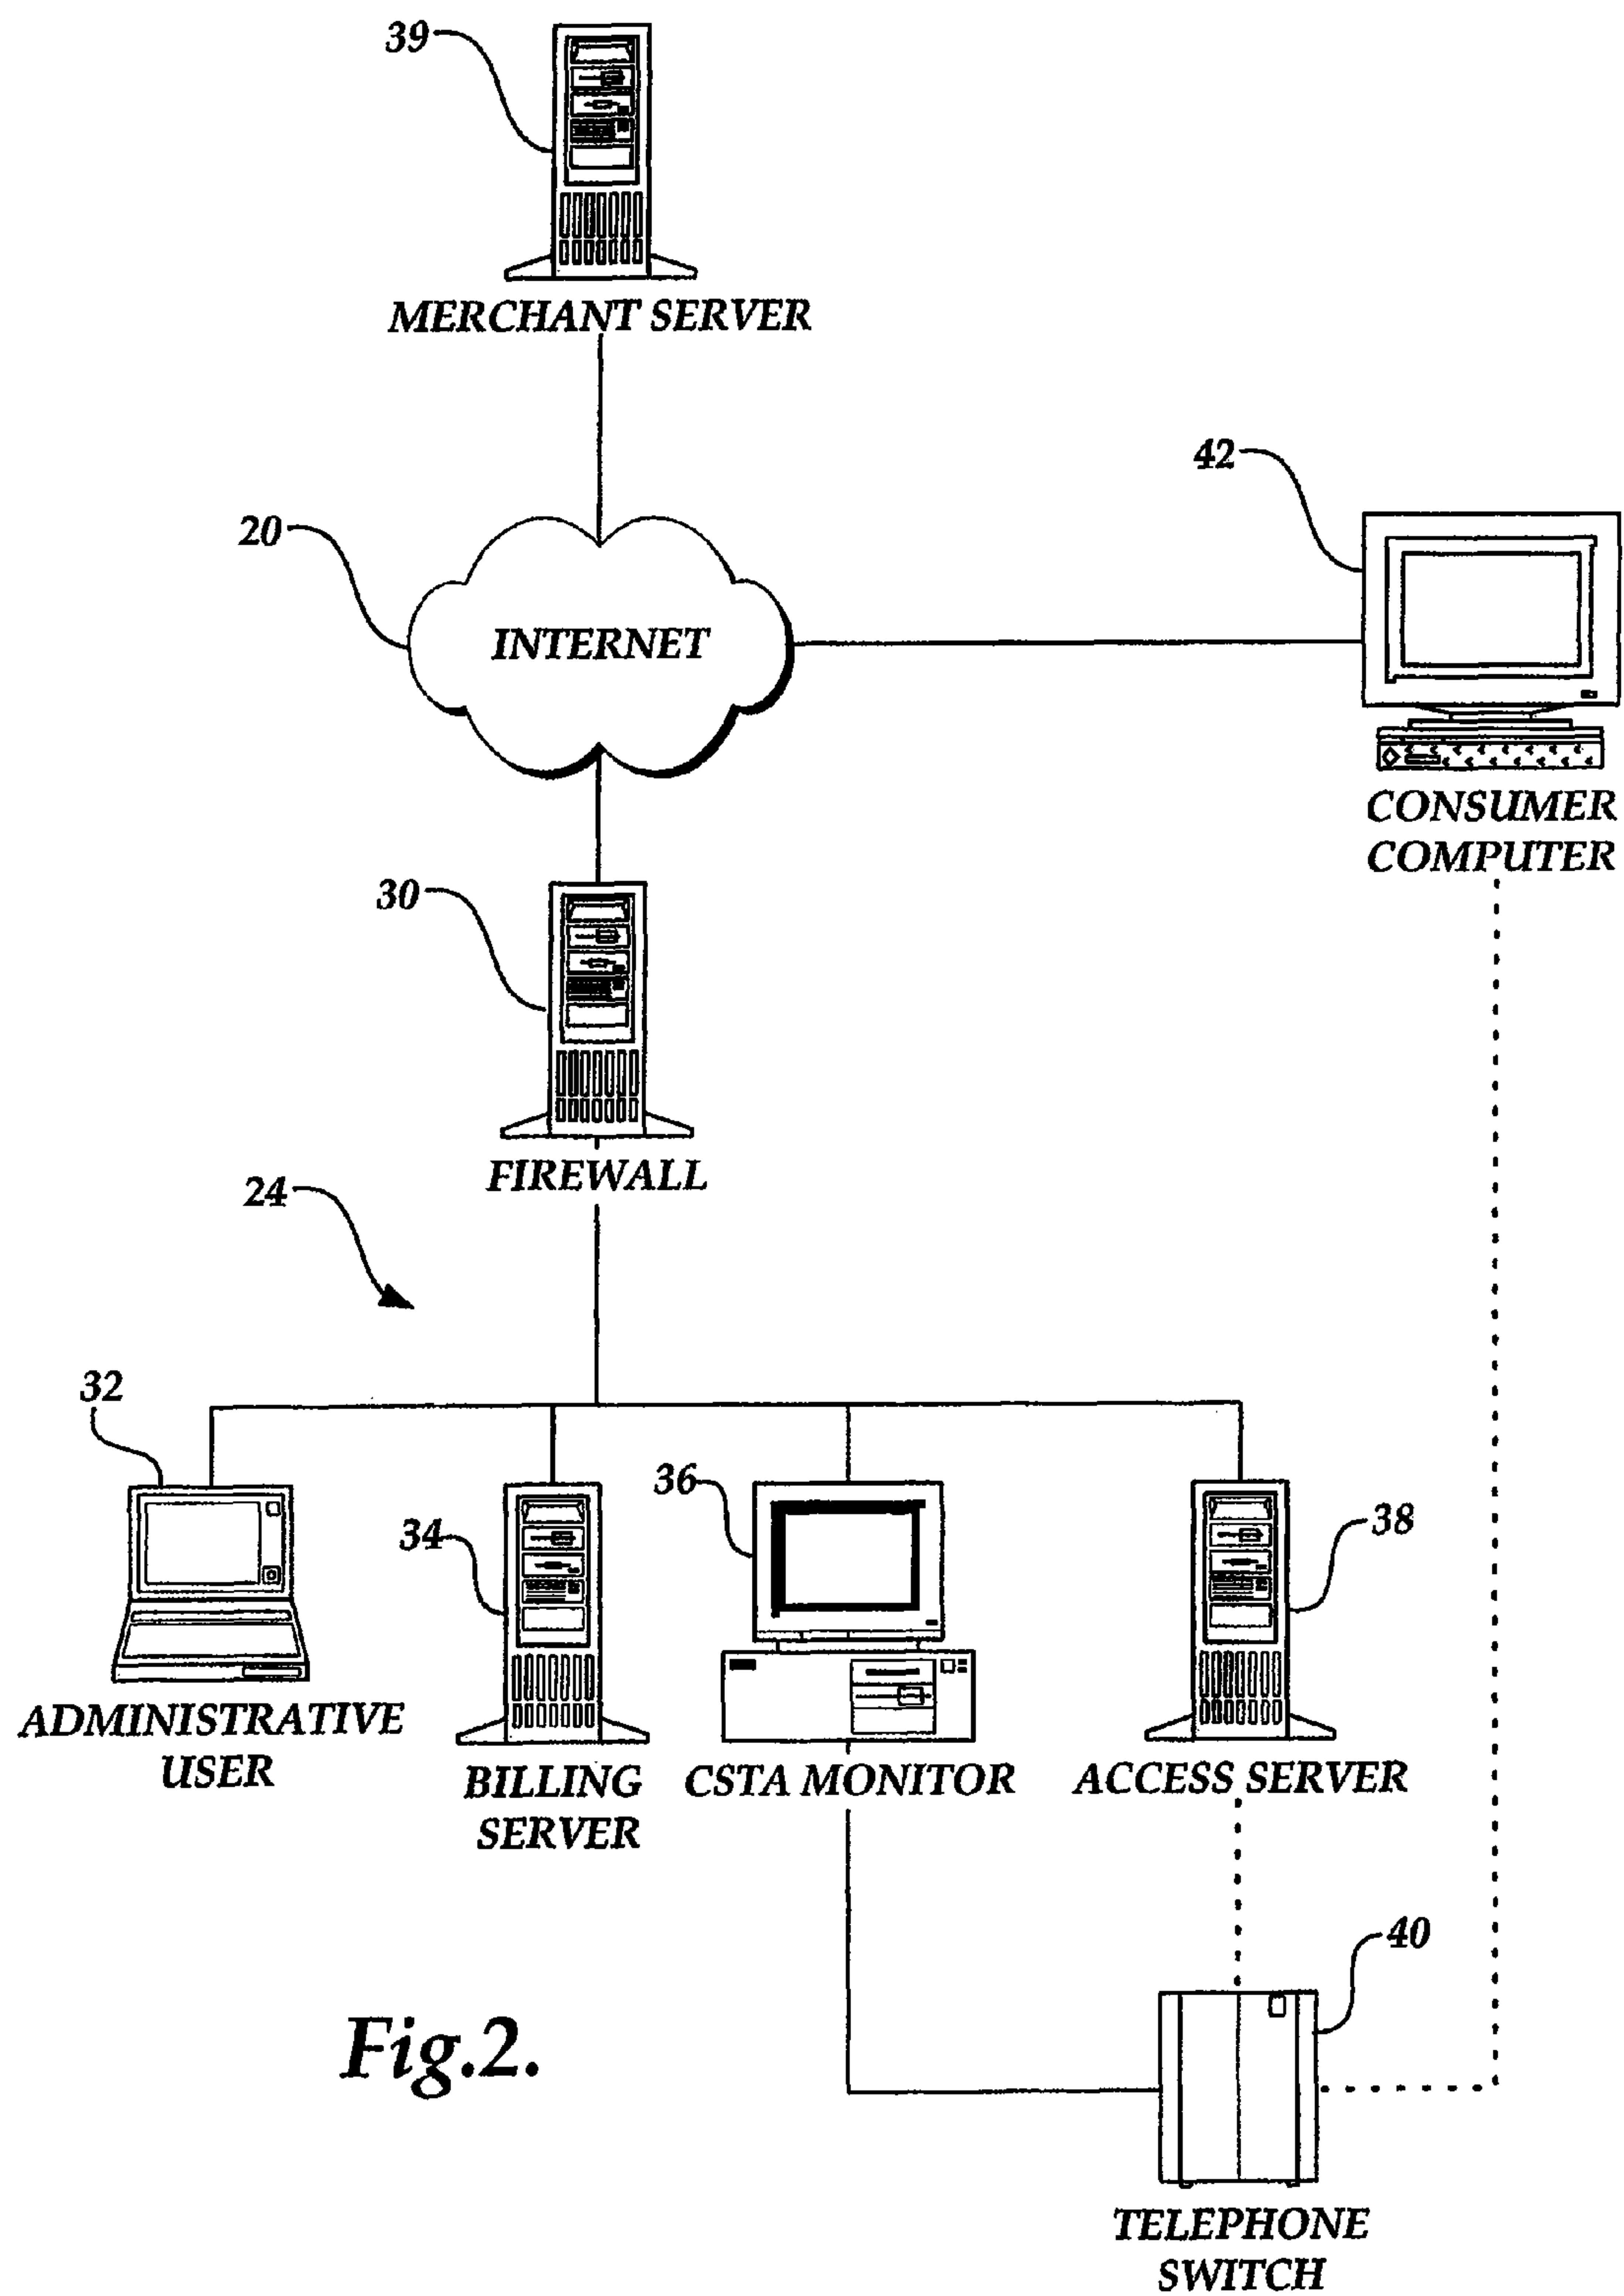 39
MERCHANT SERVER
42
20
INTERNET
CONSUMER
COMPUTER
30
FIREWALL
24
32
36
34
38
ADMINISTRATIVE
USER
BILLING
SERVER
CSTA MONITOR
ACCESS SERVER
40
Fig.2.
TELEPHONE
SWITCH